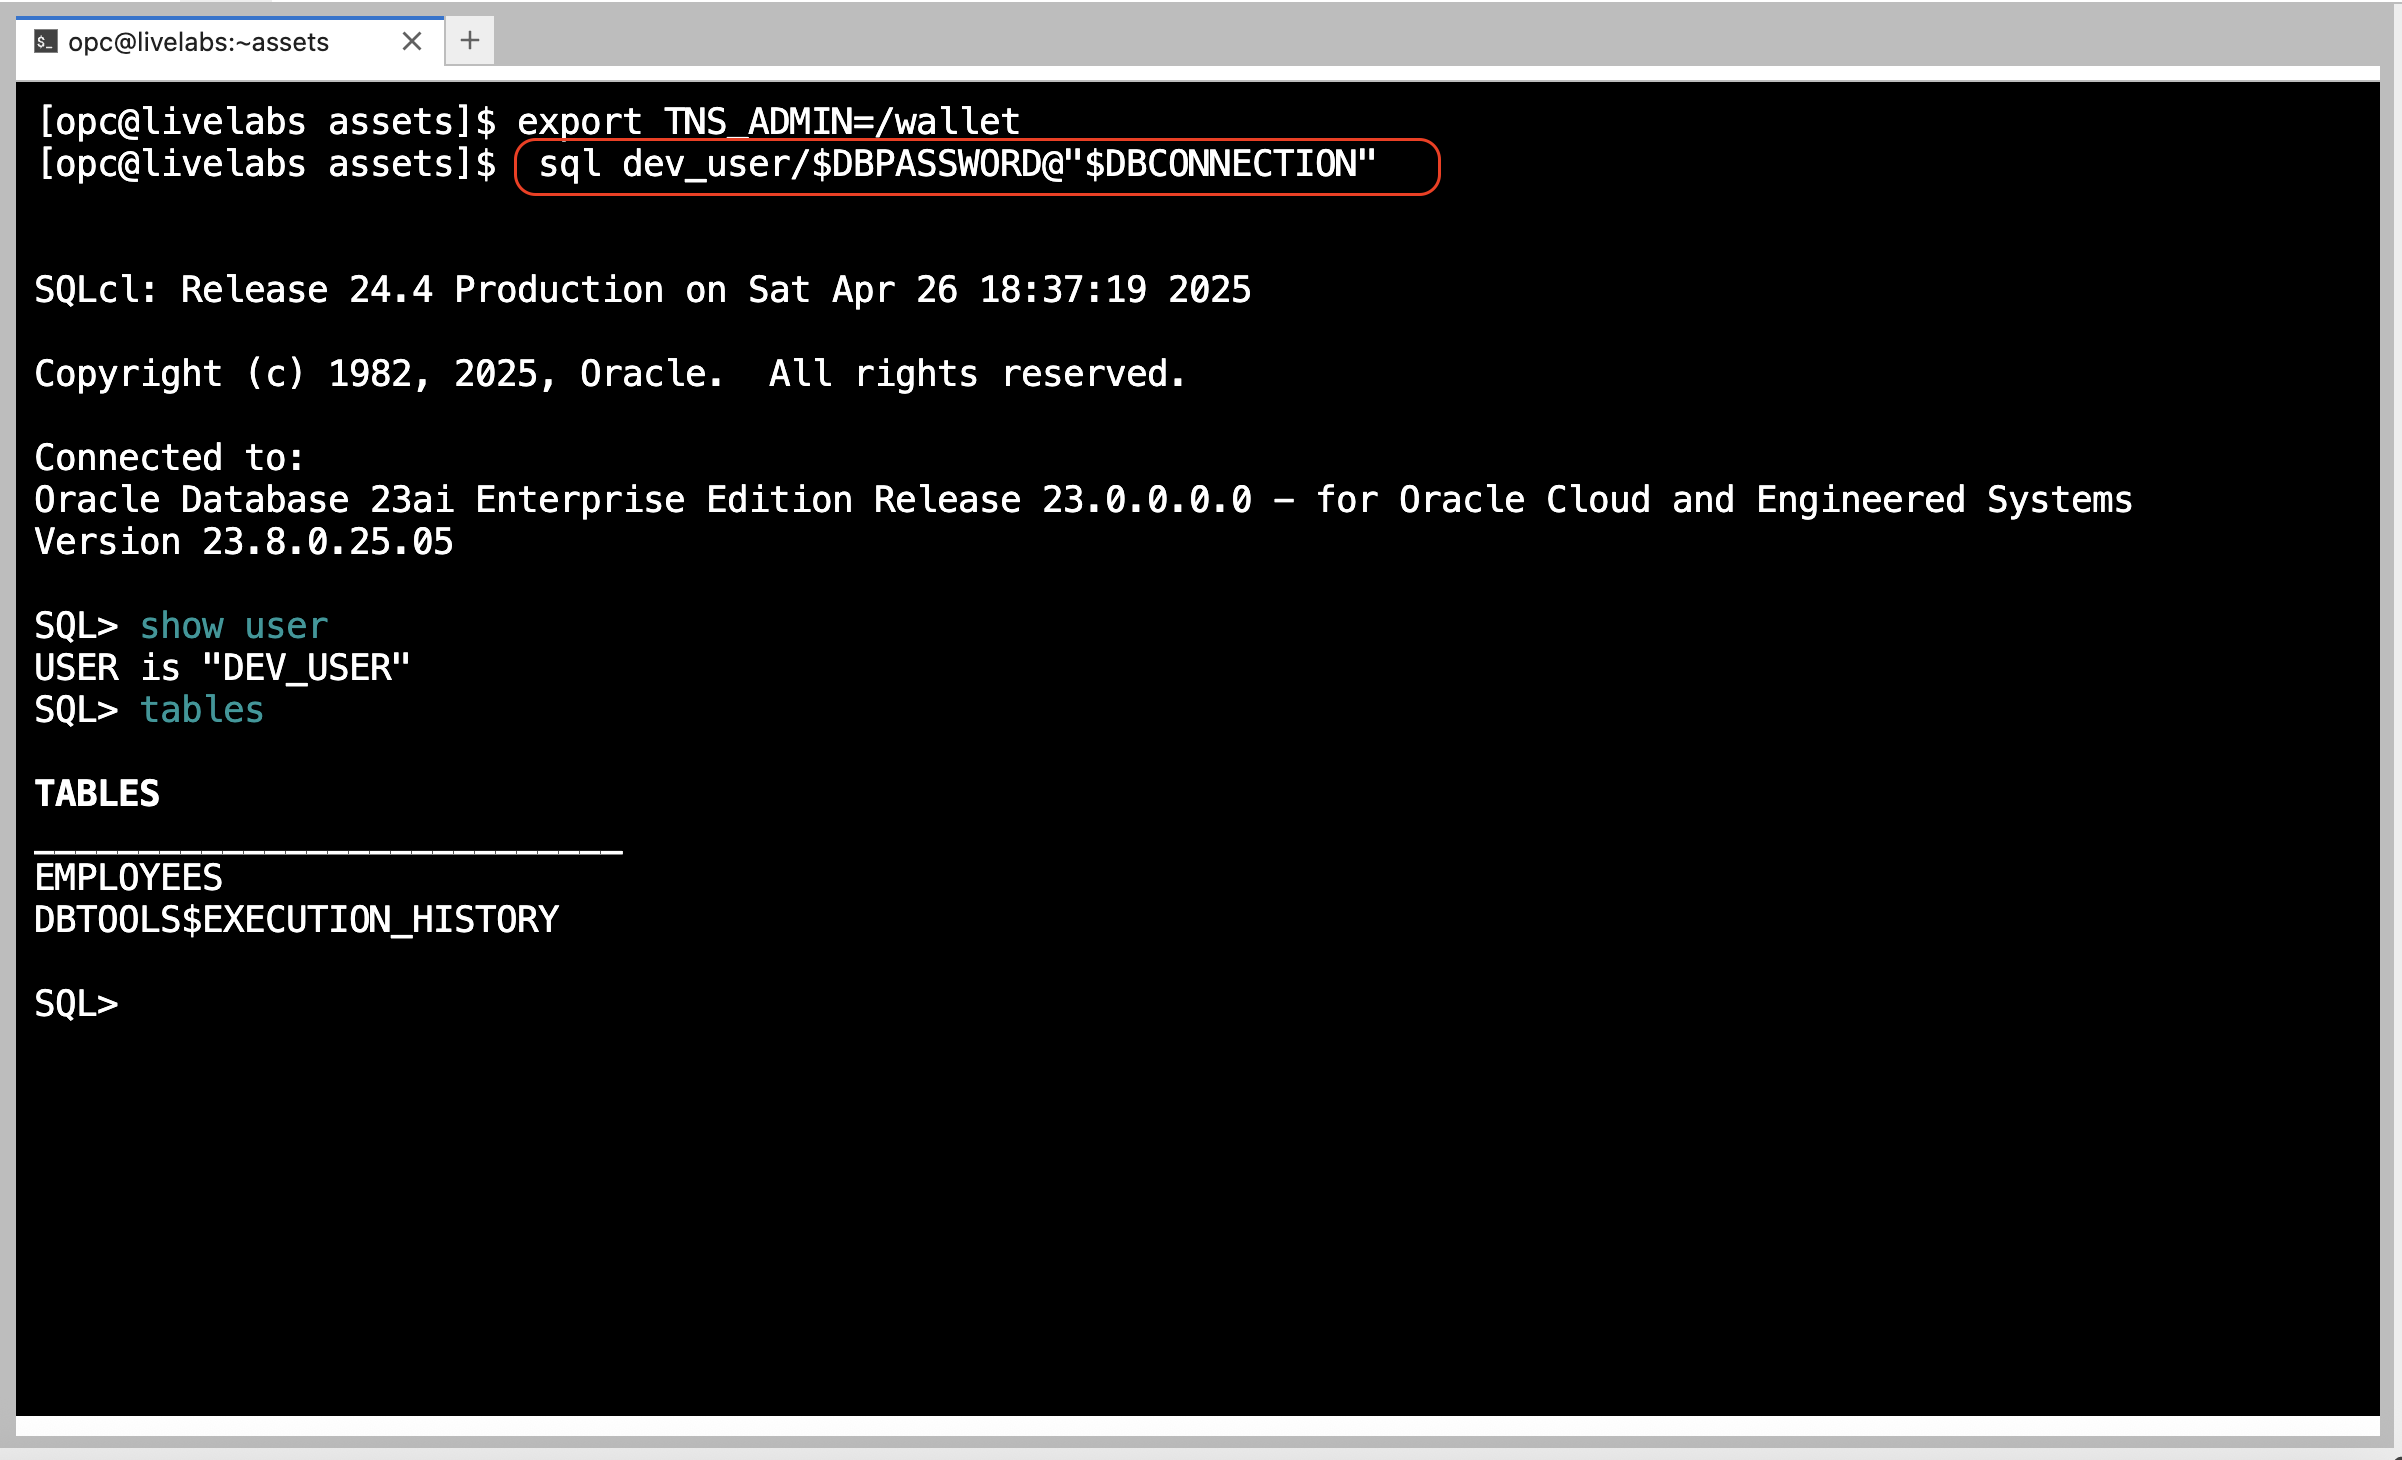 $_ opc@livelabs:~assets × +
[opc@livelabs assets]$ export TNS_ADMIN=/wallet
[opc@livelabs assets]$  sql dev_user/$DBPASSWORD@"$DBCONNECTION"
SQLcl: Release 24.4 Production on Sat Apr 26 18:37:19 2025
Copyright (c) 1982, 2025, Oracle.  All rights reserved.
Connected to:
Oracle Database 23ai Enterprise Edition Release 23.0.0.0.0 – for Oracle Cloud and Engineered Systems
Version 23.8.0.25.05
SQL> show user
USER is "DEV_USER"
SQL> tables
TABLES
____________________________
EMPLOYEES
DBTOOLS$EXECUTION_HISTORY
SQL>